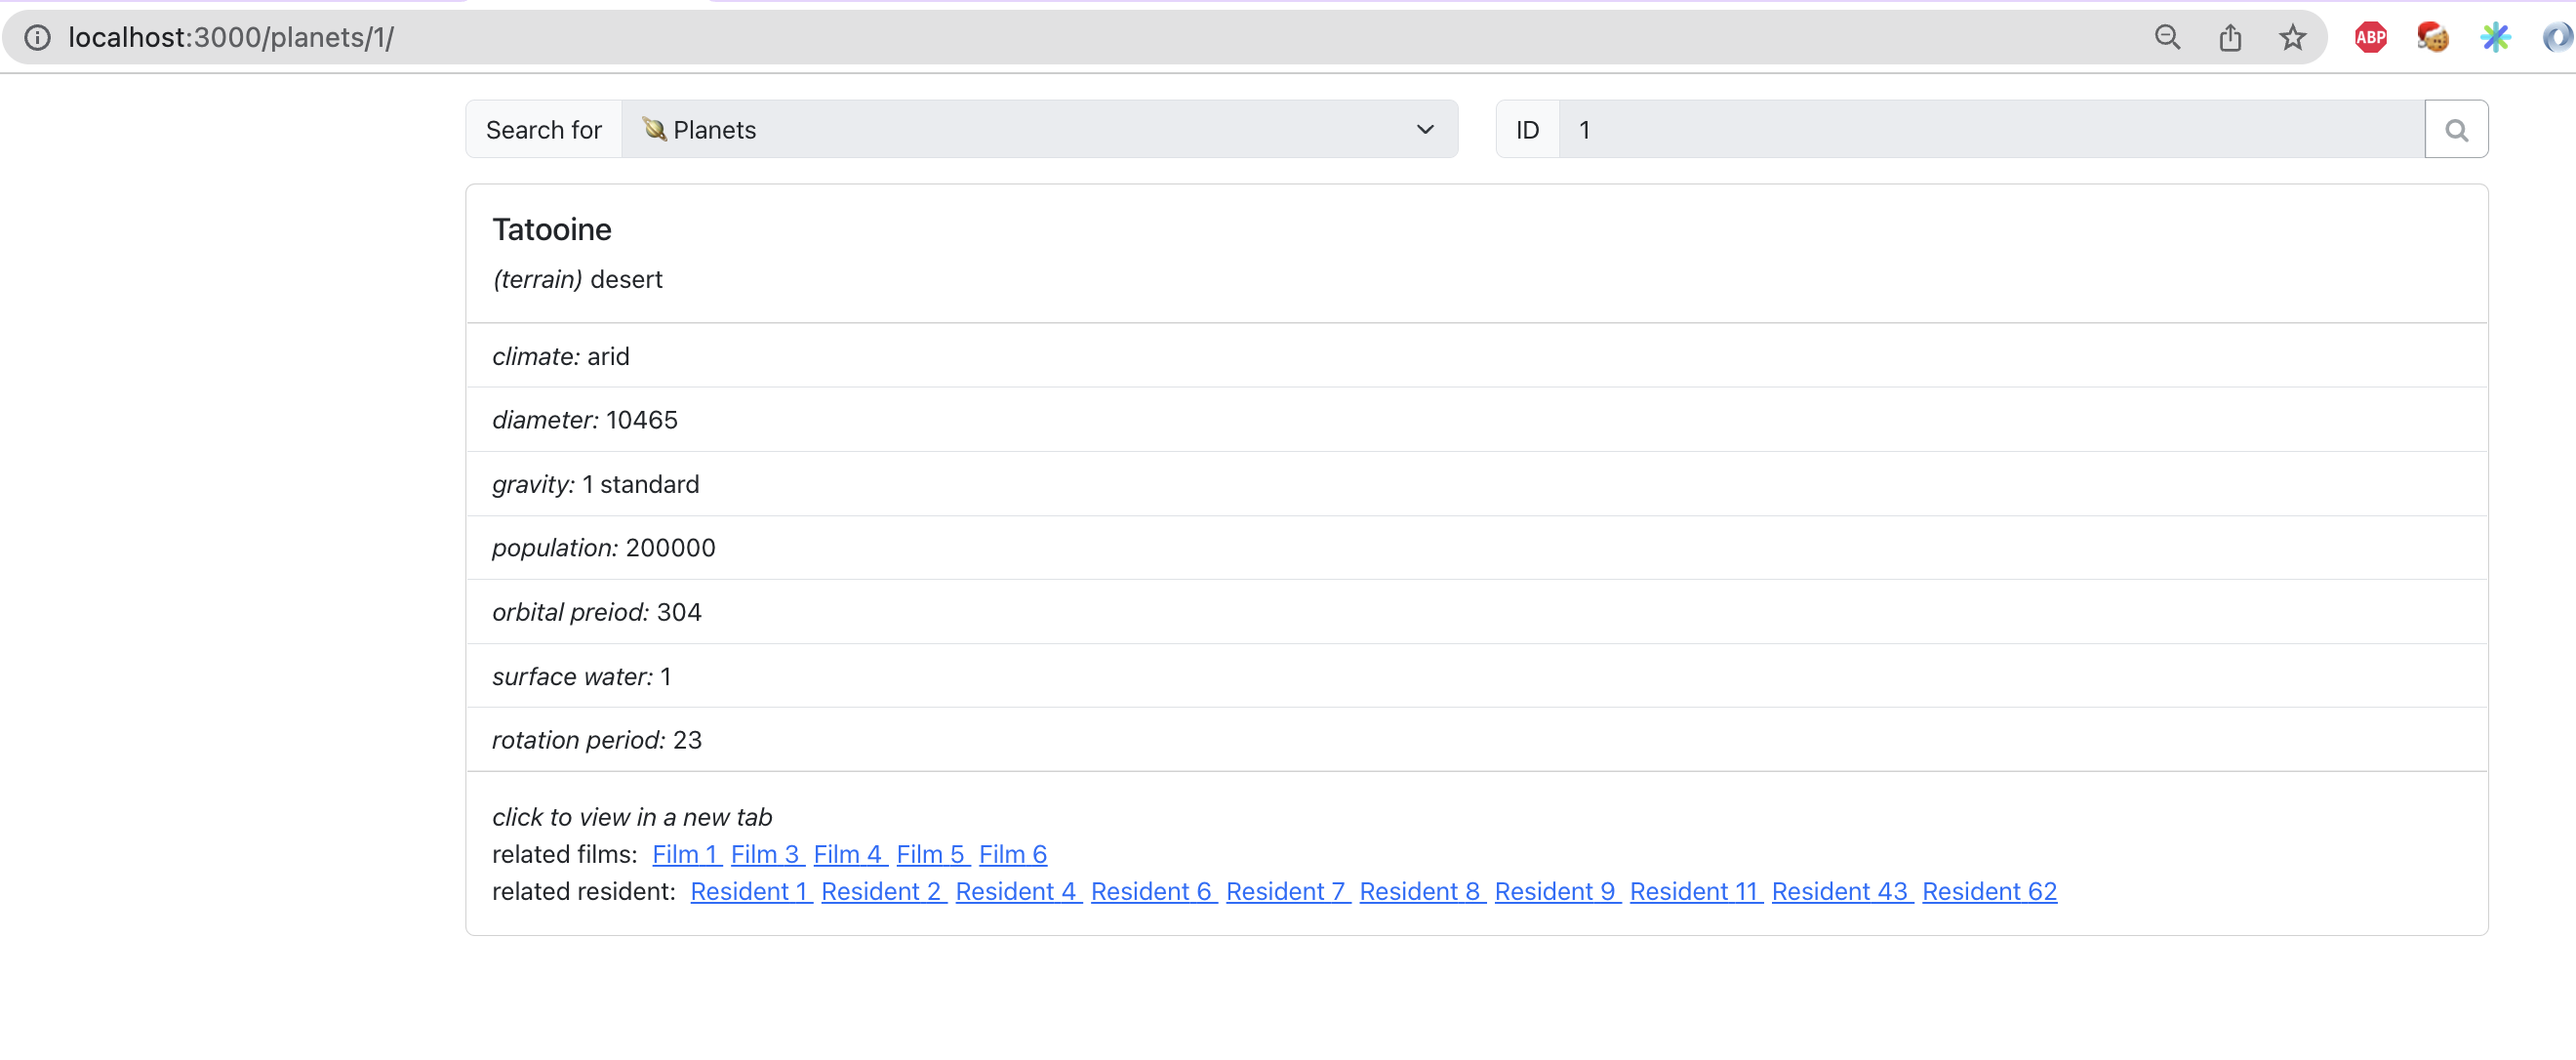 localhost:3000/planets/1/
ABP
Search for Planets ID 1
Tatooine
(terrain) desert
climate: arid
diameter: 10465
gravity: 1 standard
population: 200000
orbital preiod: 304
surface water: 1
rotation period: 23
click to view in a new tab
related films: Film 1 Film 3 Film 4 Film 5 Film 6
related resident: Resident 1 Resident 2 Resident 4 Resident 6 Resident 7 Resident 8 Resident 9 Resident 11 Resident 43 Resident 62